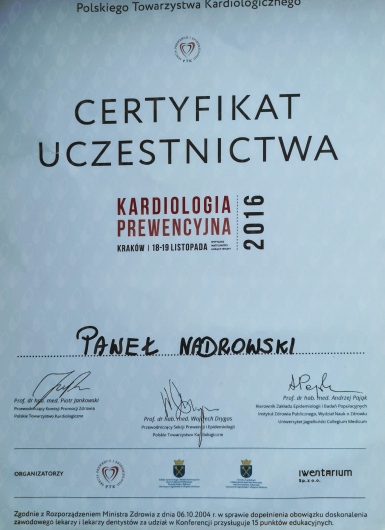 Polskiego Towarzystwa Kardiologicznego
CERTYFIKAT
UCZESTNICTWA
KARDIOLOGIA
PREWENCYJNA
KRAKÓW | 18-19 LISTOPADA
2016
PAWEŁ NADROWSKI
Prof. dr hab. med. Piotr Jankowski
Przewodniczący Komisji Promocji Zdrowia
Polskie Towarzystwo Kardiologiczne
Prof. dr hab. med. Wojciech Drygas
Przewodniczący Sekcji Prewencji i Epidemiologii
Polskie Towarzystwo Kardiologiczne
Prof. dr hab. med. Andrzej Pająk
Kierownik Zakładu Epidemiologii i Badań Populacyjnych
Instytut Zdrowia Publicznego, Wydział Nauk o Zdrowiu
Uniwersytet Jagielloński Collegium Medicum
ORGANIZATORZY
PTK
iwentarium
Sp. z o.o.
Zgodnie z Rozporządzeniem Ministra Zdrowia z dnia 06.10.2004 r. w sprawie dopełnienia obowiązku doskonalenia
zawodowego lekarzy i lekarzy dentystów za udział w Konferencji przysługuje 15 punktów edukacyjnych.